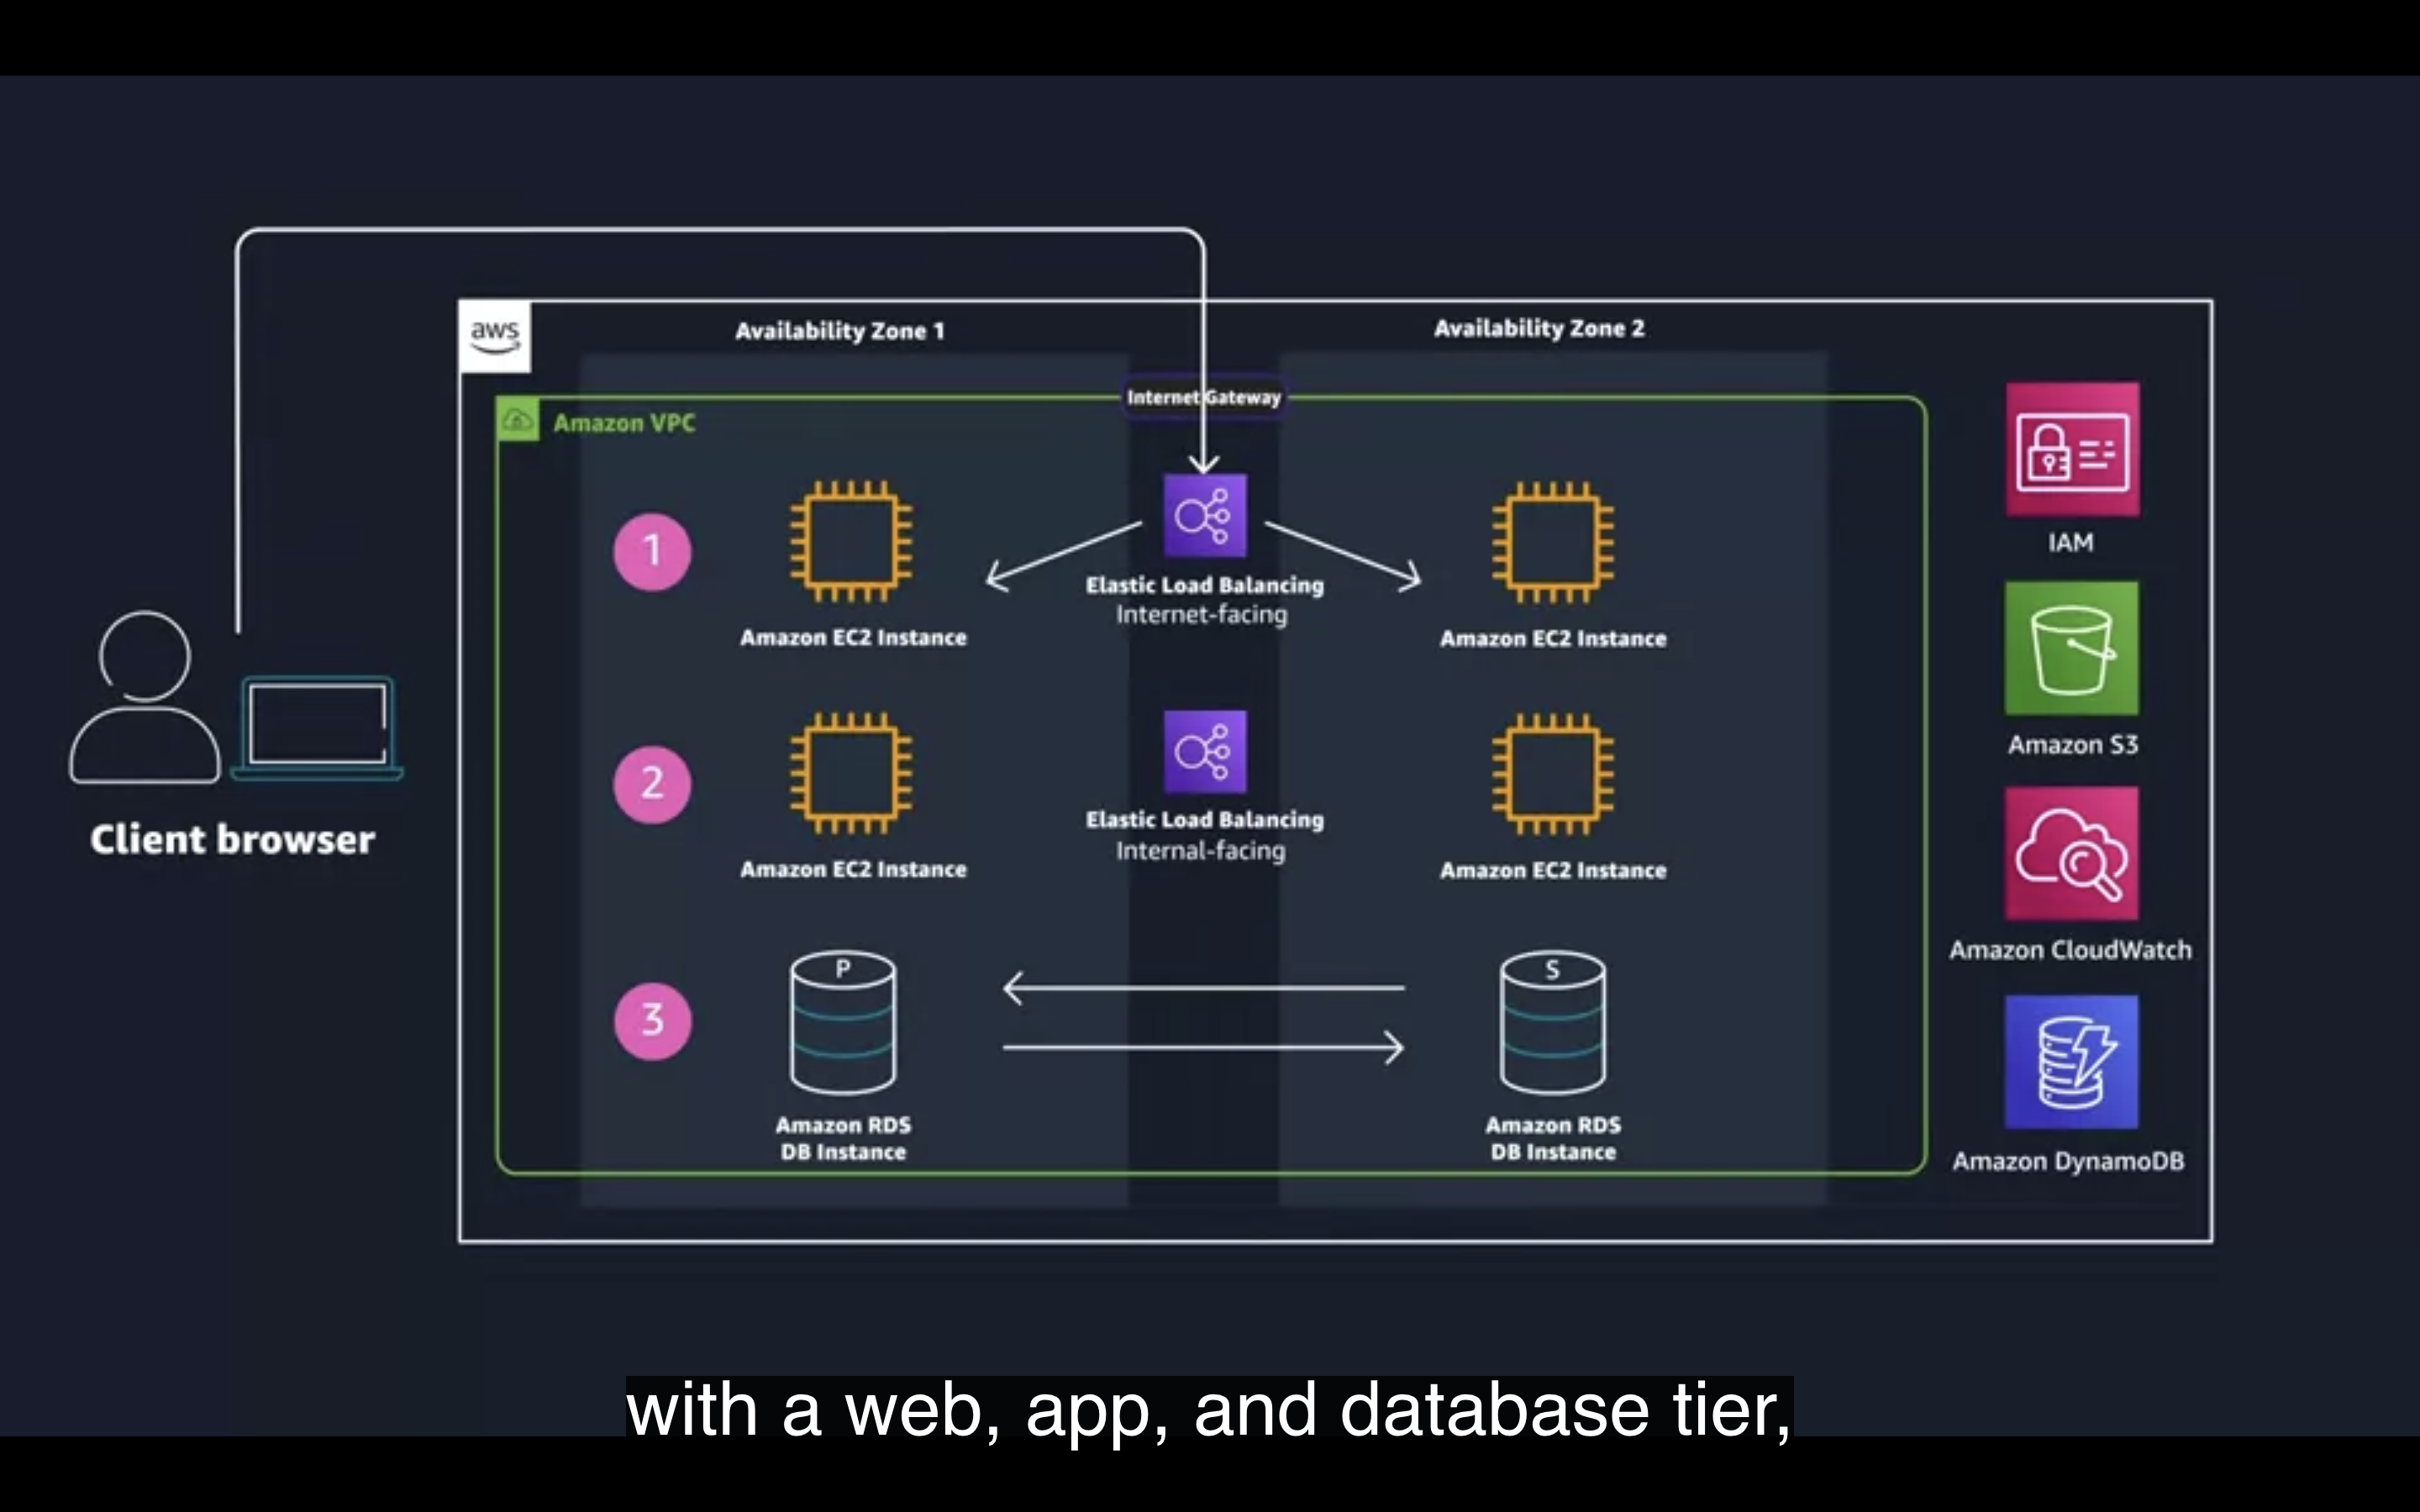 aws
Availability Zone 1
Availability Zone 2
Internet Gateway
Amazon VPC
1
Amazon EC2 Instance
Elastic Load Balancing
Internet-facing
Amazon EC2 Instance
2
Amazon EC2 Instance
Elastic Load Balancing
Internal-facing
Amazon EC2 Instance
3
P
Amazon RDS
DB Instance
S
Amazon RDS
DB Instance
IAM
Amazon S3
Amazon CloudWatch
Amazon DynamoDB
Client browser
with a web, app, and database tier,